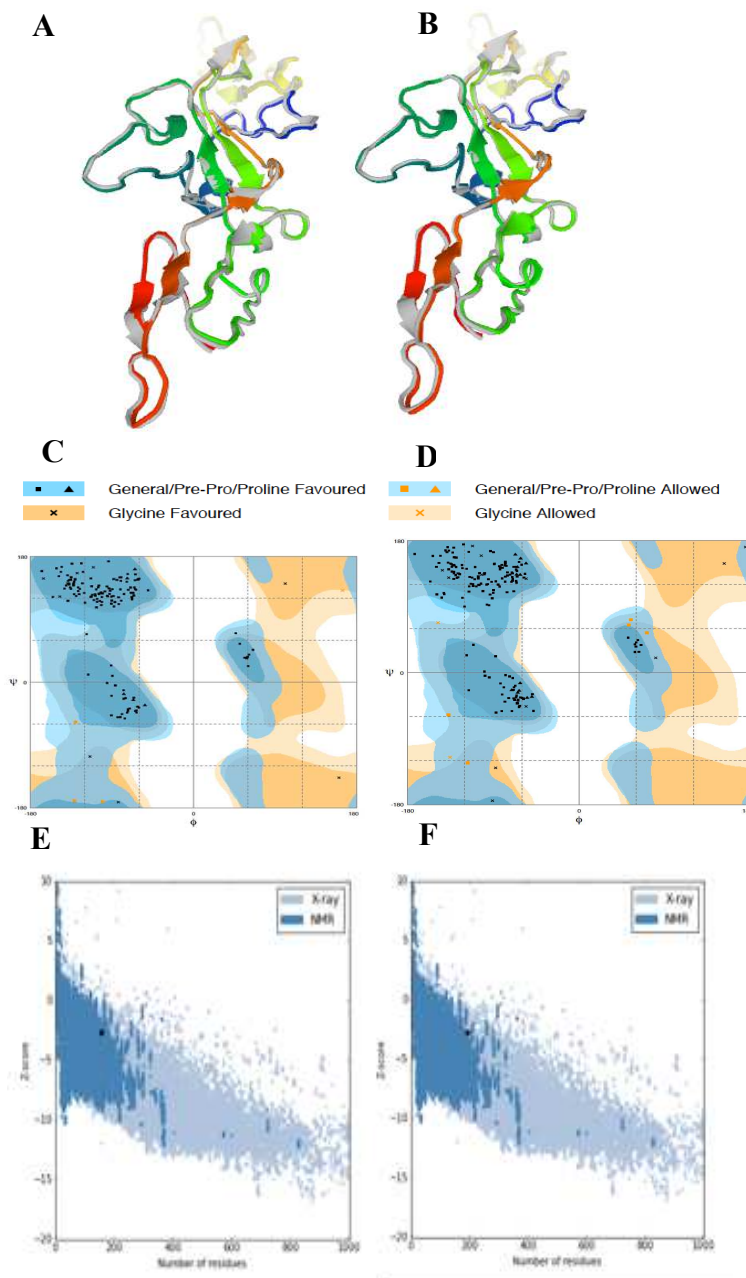 A B
C D
General/Pre-Pro/Proline Favoured General/Pre-Pro/Proline Allowed
Glycine Favoured Glycine Allowed
180 180
Ψ 0 Ψ 0
-180 -180
-180 0 180 -180 0 1
Φ Φ
E F
10 10
X-ray X-ray
NMR NMR
5 5
0 0
Z-score Z-score
-5 -5
-10 -10
-15 -15
-20 -20
0 200 400 600 800 1000 0 200 400 600 800 1000
Number of residues Number of residues